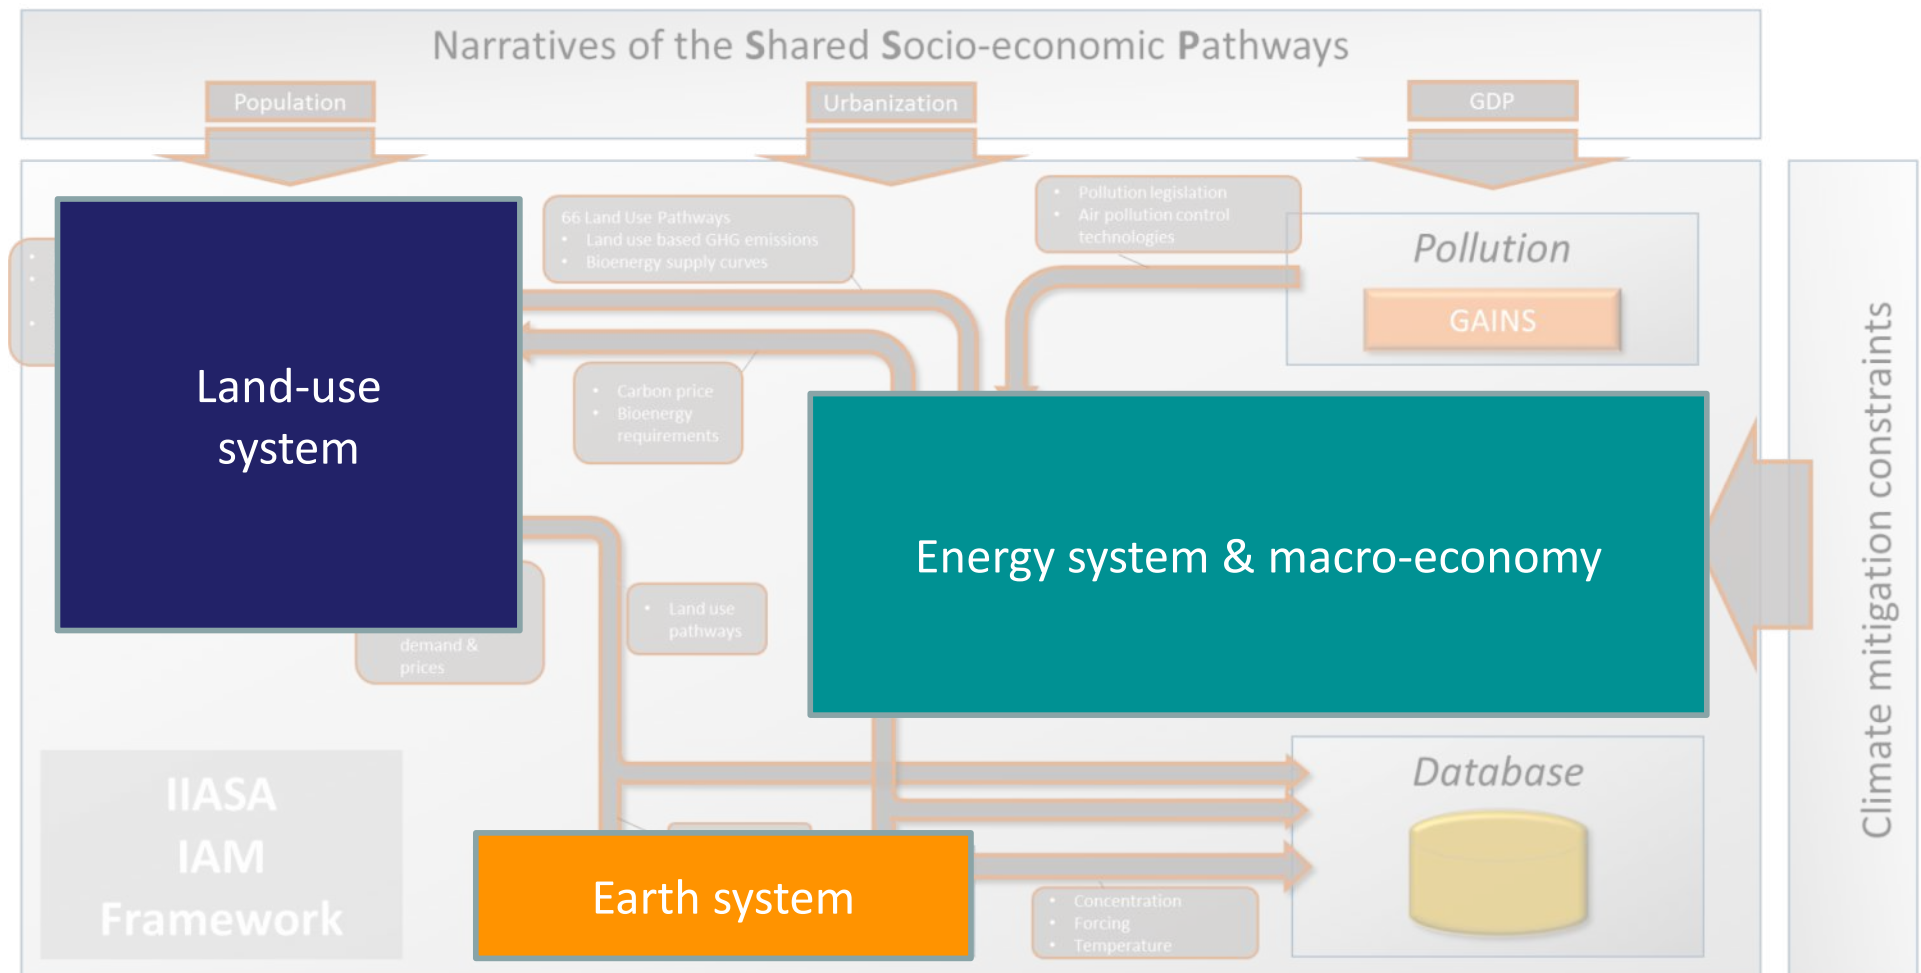 Narratives of the Shared Socio-economic Pathways
Population
Urbanization
GDP
66 Land Use Pathways
• Land use based GHG emissions
• Bioenergy supply curves
• Pollution legislation
• Air pollution control
technologies
Pollution
GAINS
Land-use
system
• Carbon price
• Bioenergy
requirements
Energy system & macro-economy
Climate mitigation constraints
• Land use
pathways
demand &
prices
IIASA
IAM
Framework
Database
Earth system
• Concentration
• Forcing
• Temperature